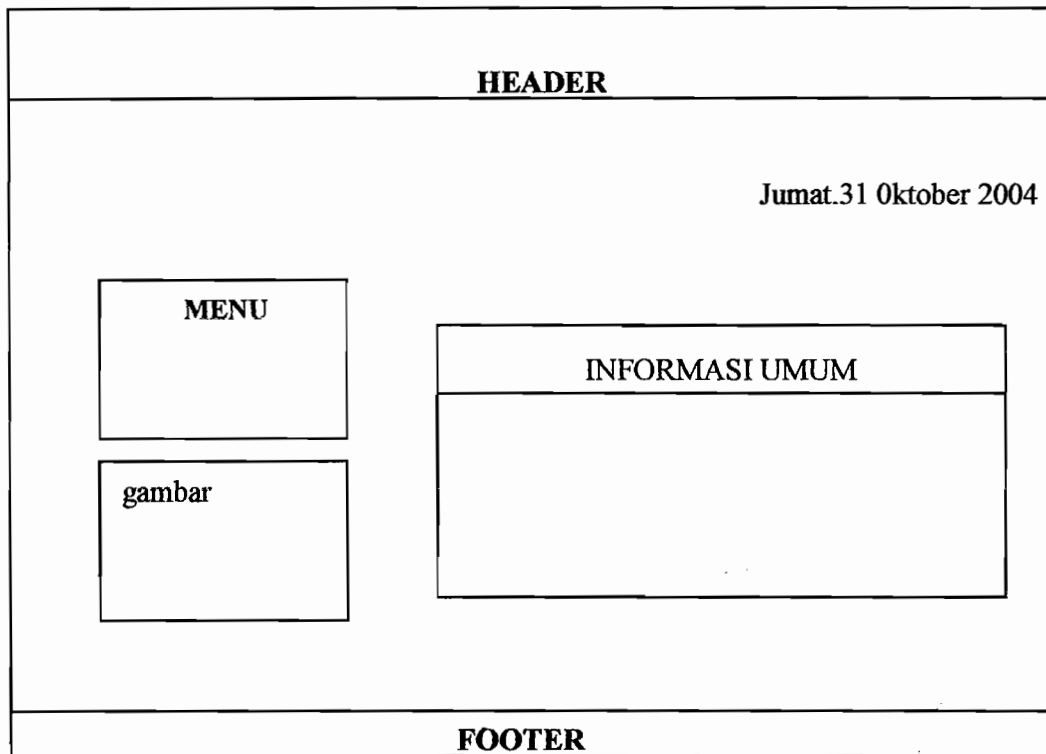 HEADER
Jumat.31 0ktober 2004
MENU
INFORMASI UMUM
gambar
FOOTER